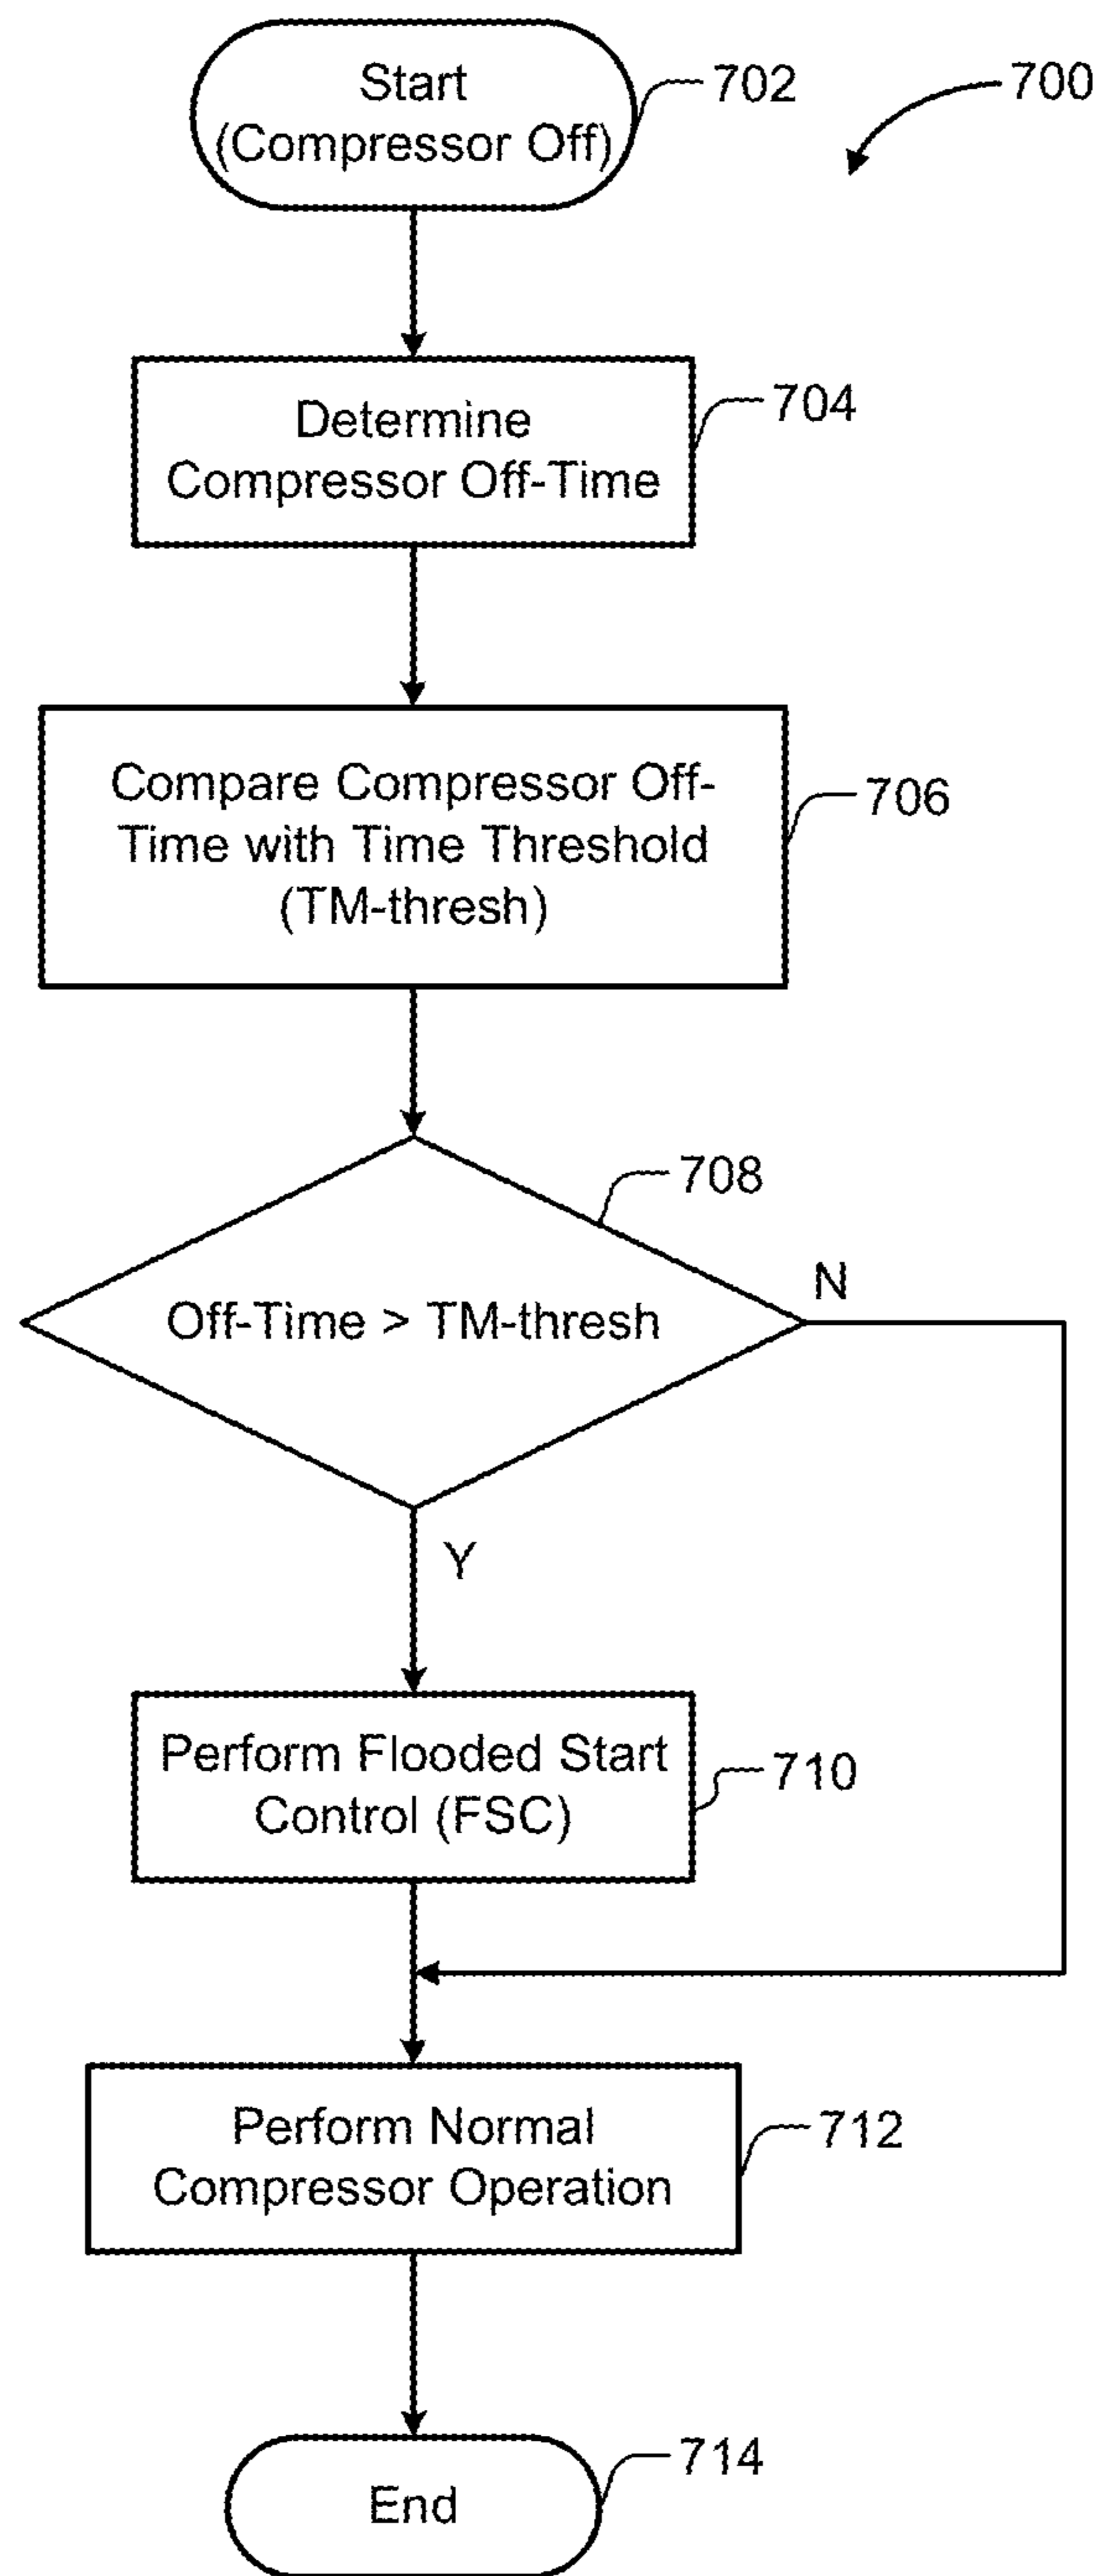 Start
(Compressor Off)
702
700
Determine
Compressor Off-Time
704
Compare Compressor Off-
Time with Time Threshold
(TM-thresh)
706
708
Off-Time > TM-thresh
N
Y
Perform Flooded Start
Control (FSC)
710
Perform Normal
Compressor Operation
712
End
714